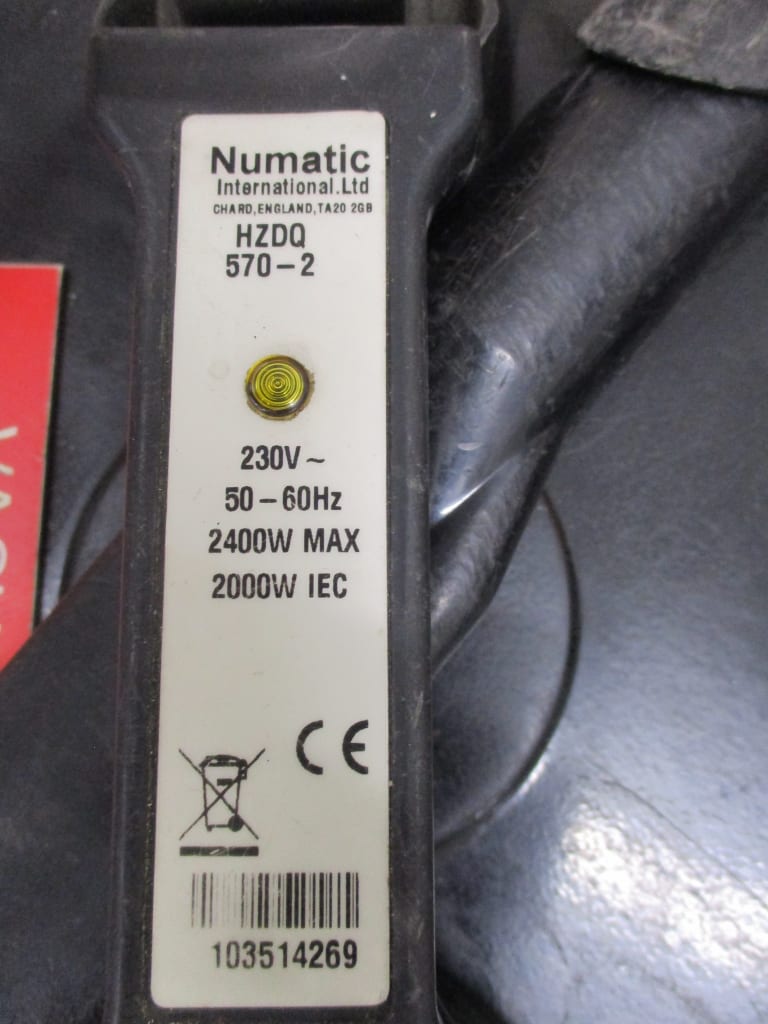 Numatic
International.Ltd
CHARD,ENGLAND,TA20 2GB
HZDQ
570-2
230V~
50-60Hz
2400W MAX
2000W IEC
CE
103514269